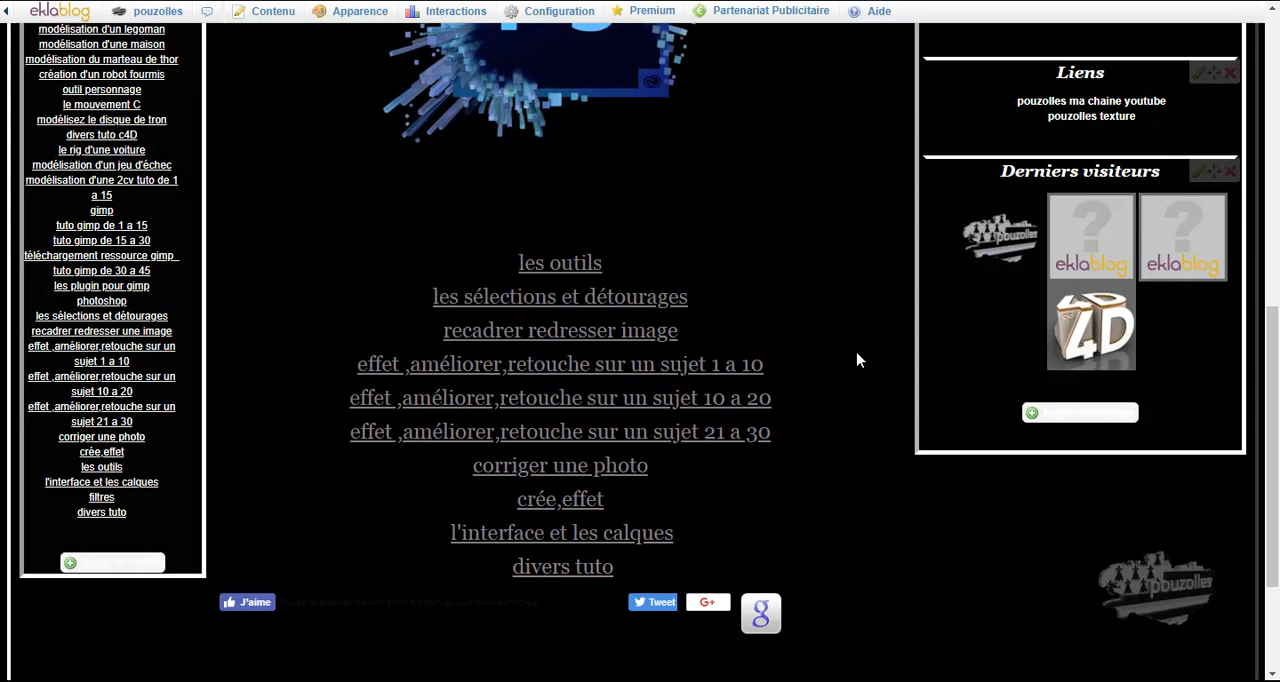 eklablog pouzolles Contenu Apparence Interactions Configuration Premium Partenariat Publicitaire Aide
modélisation d'un legoman
modélisation d'une maison
modélisation du marteau de thor
création d'un robot fourmis
outil personnage
le mouvement C
modélisez le disque de tron
divers tuto c4D
le rig d'une voiture
modélisation d'un jeu d'échec
modélisation d'une 2cv tuto de 1
a 15
gimp
tuto gimp de 1 a 15
tuto gimp de 15 a 30
téléchargement ressource gimp
tuto gimp de 30 a 45
les plugin pour gimp
photoshop
les sélections et détourages
recadrer redresser une image
effet ,améliorer,retouche sur un
sujet 1 a 10
effet ,améliorer,retouche sur un
sujet 10 a 20
effet ,améliorer,retouche sur un
sujet 21 a 30
corriger une photo
crée,effet
les outils
l'interface et les calques
filtres
divers tuto
les outils
les sélections et détourages
recadrer redresser image
effet ,améliorer,retouche sur un sujet 1 a 10
effet ,améliorer,retouche sur un sujet 10 a 20
effet ,améliorer,retouche sur un sujet 21 a 30
corriger une photo
crée,effet
l'interface et les calques
divers tuto
J'aime
Tweet
G+
g
Liens
pouzolles ma chaine youtube
pouzolles texture
Derniers visiteurs
pouzolles
eklablog
eklablog
4D
pouzolles